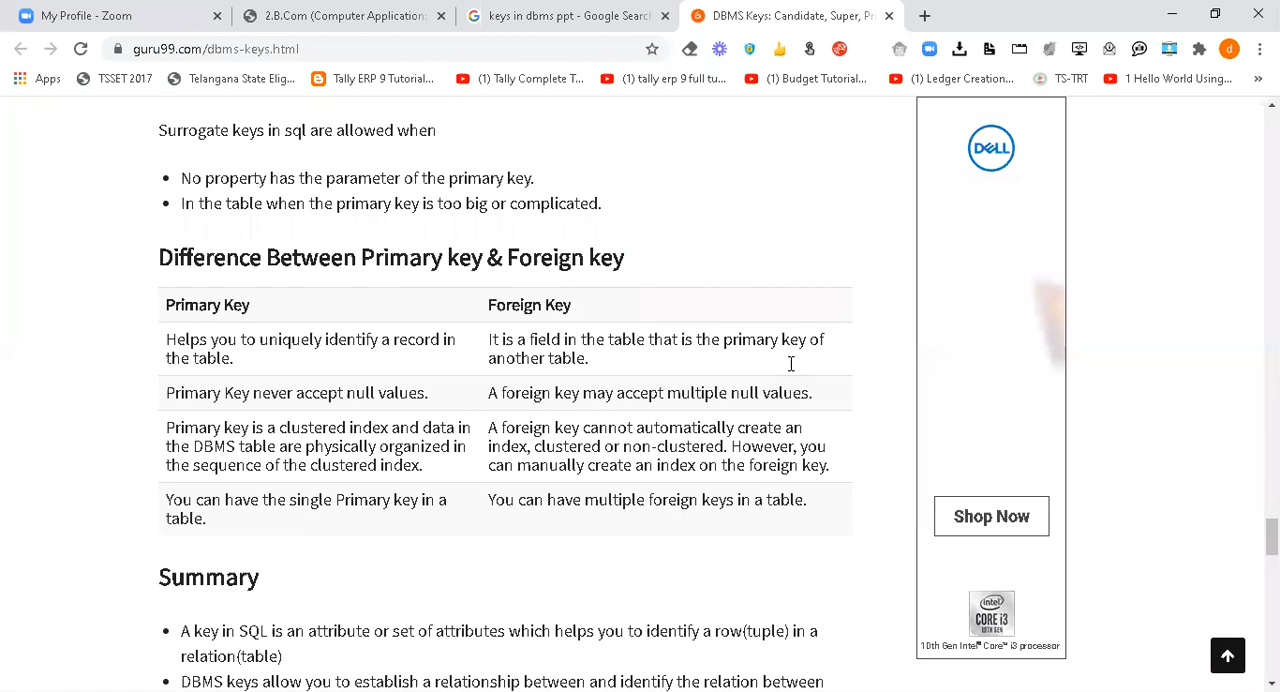 My Profile - Zoom
2.B.Com (Computer Application:
keys in dbms ppt - Google Search
DBMS Keys: Candidate, Super, Pri
guru99.com/dbms-keys.html
d
Apps
TSSET 2017
Telangana State Elig...
Tally ERP 9 Tutorial...
(1) Tally Complete T...
(1) tally erp 9 full tu...
(1) Budget Tutorial...
(1) Ledger Creation...
TS-TRT
1 Hello World Using...
»
Surrogate keys in sql are allowed when
No property has the parameter of the primary key.
In the table when the primary key is too big or complicated.
Difference Between Primary key & Foreign key
Primary Key
Foreign Key
Helps you to uniquely identify a record in
the table.
It is a field in the table that is the primary key of
another table.
Primary Key never accept null values.
A foreign key may accept multiple null values.
Primary key is a clustered index and data in
the DBMS table are physically organized in
the sequence of the clustered index.
A foreign key cannot automatically create an
index, clustered or non-clustered. However, you
can manually create an index on the foreign key.
You can have the single Primary key in a
table.
You can have multiple foreign keys in a table.
Summary
A key in SQL is an attribute or set of attributes which helps you to identify a row(tuple) in a
relation(table
DBMS keys allow you to establish a relationship between and identify the relation between
DELL
Shop Now
intel
CORE i3
10TH GEN
10th Gen Intel® Core™ i3 processor